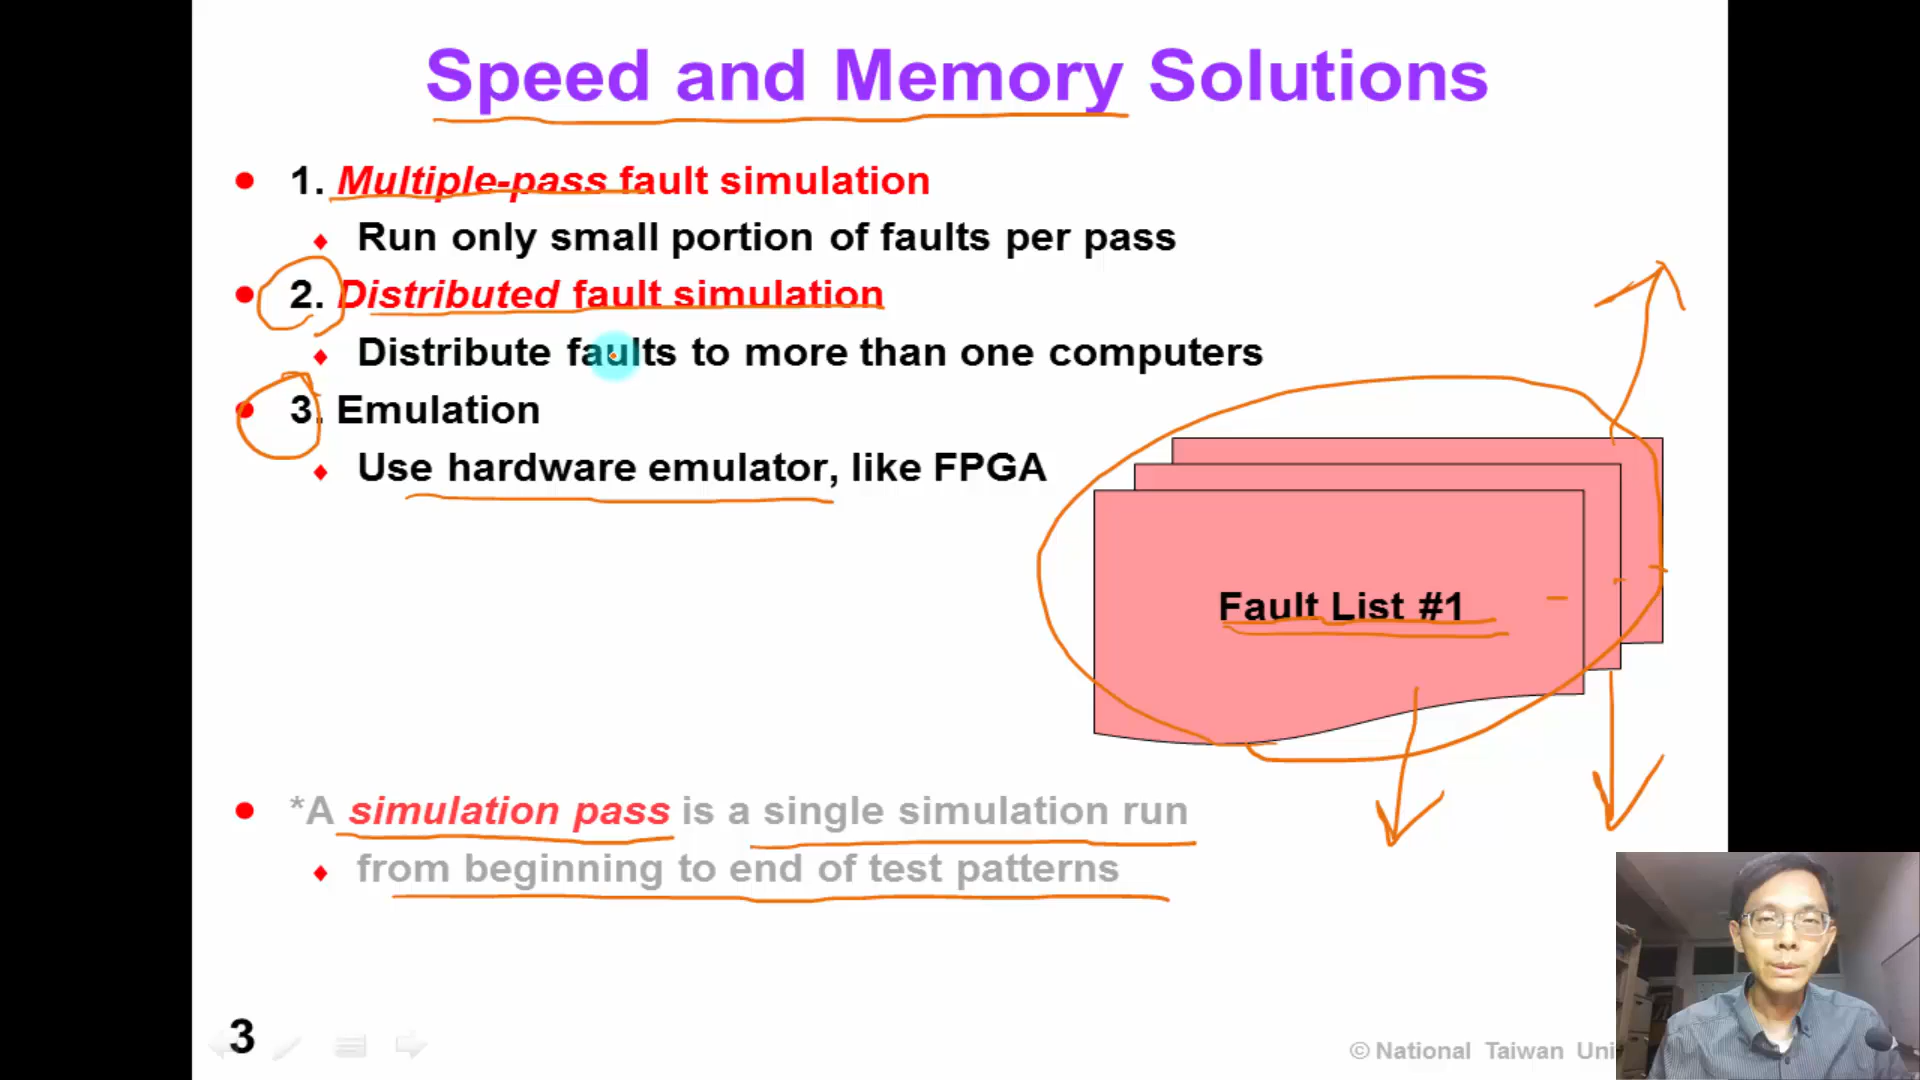 Speed and Memory Solutions
1. Multiple-pass fault simulation
Run only small portion of faults per pass
2. Distributed fault simulation
Distribute faults to more than one computers
3. Emulation
Use hardware emulator, like FPGA
Fault List #1
*A simulation pass is a single simulation run
from beginning to end of test patterns
3
© National Taiwan Uni